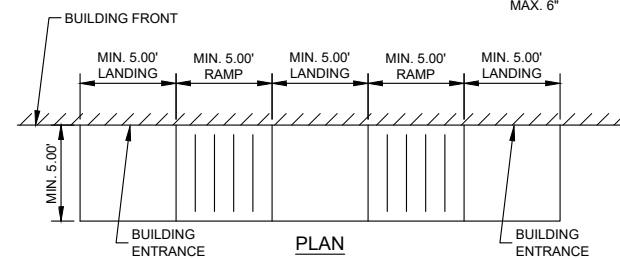 MAX. 6"
BUILDING FRONT
MIN. 5.00'
LANDING
MIN. 5.00'
RAMP
MIN. 5.00'
LANDING
MIN. 5.00'
RAMP
MIN. 5.00'
LANDING
MIN. 5.00'
BUILDING
ENTRANCE
PLAN
BUILDING
ENTRANCE